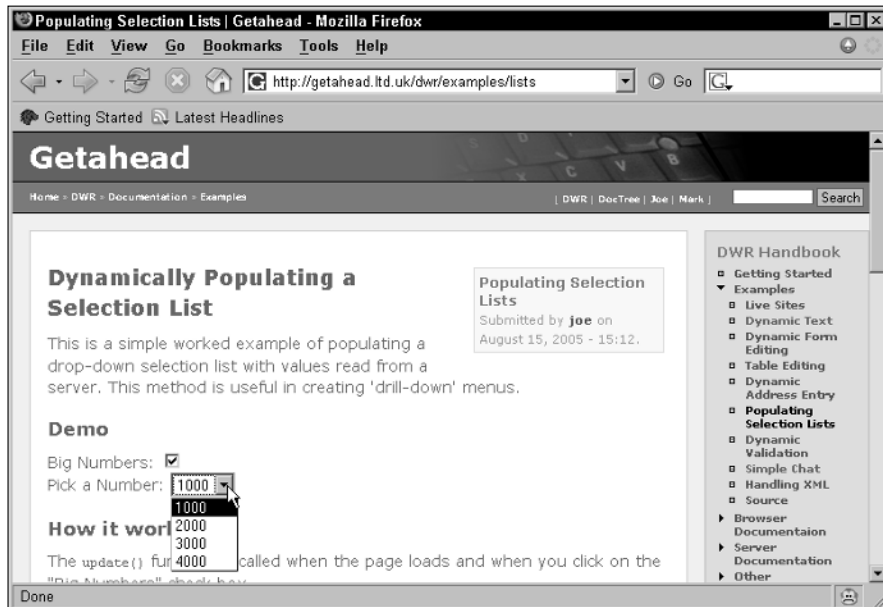 Populating Selection Lists | Getahead - Mozilla Firefox
File Edit View Go Bookmarks Tools Help
http://getahead.ltd.uk/dwr/examples/lists
Go
G
Getting Started Latest Headlines
Getahead
Home » DWR » Documentation » Examples
[ DWR | DocTree | Joe | Mark ]
Search
Dynamically Populating a
Selection List
Populating Selection
Lists
Submitted by joe on
August 15, 2005 - 15:12.
This is a simple worked example of populating a
drop-down selection list with values read from a
server. This method is useful in creating 'drill-down' menus.
Demo
Big Numbers:
Pick a Number: 1000
1000
2000
3000
4000
How it wor
The update() fu called when the page loads and when you click on the
"Big Numbers" check box
DWR Handbook
Getting Started
Examples
Live Sites
Dynamic Text
Dynamic Form
Editing
Table Editing
Dynamic
Address Entry
Populating
Selection Lists
Dynamic
Validation
Simple Chat
Handling XML
Source
Browser
Documentaion
Server
Documentation
Other
Done